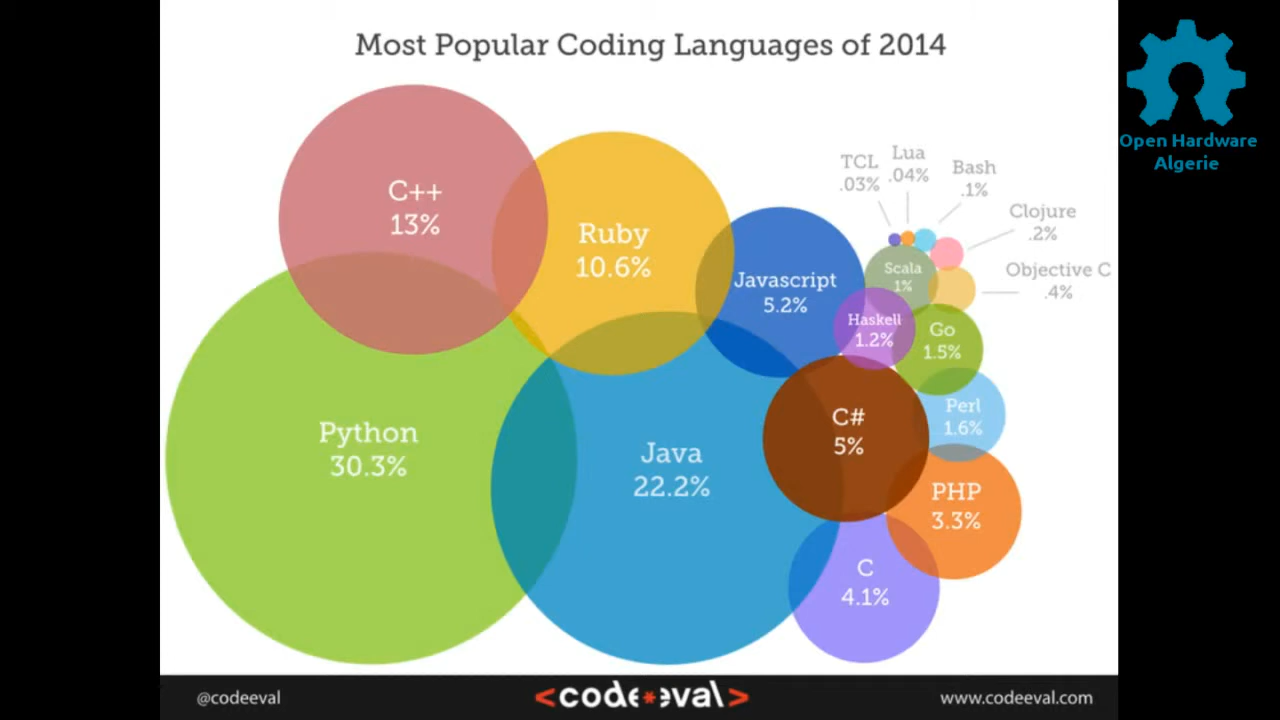 Most Popular Coding Languages of 2014
Open Hardware
Algerie
C++
13%
Ruby
10.6%
Javascript
5.2%
TCL
.03%
Lua
.04%
Bash
.1%
Clojure
.2%
Objective C
.4%
Scala
1%
Haskell
1.2%
Go
1.5%
Python
30.3%
Java
22.2%
C#
5%
Perl
1.6%
PHP
3.3%
C
4.1%
@codeeval
<code*eval>
www.codeeval.com